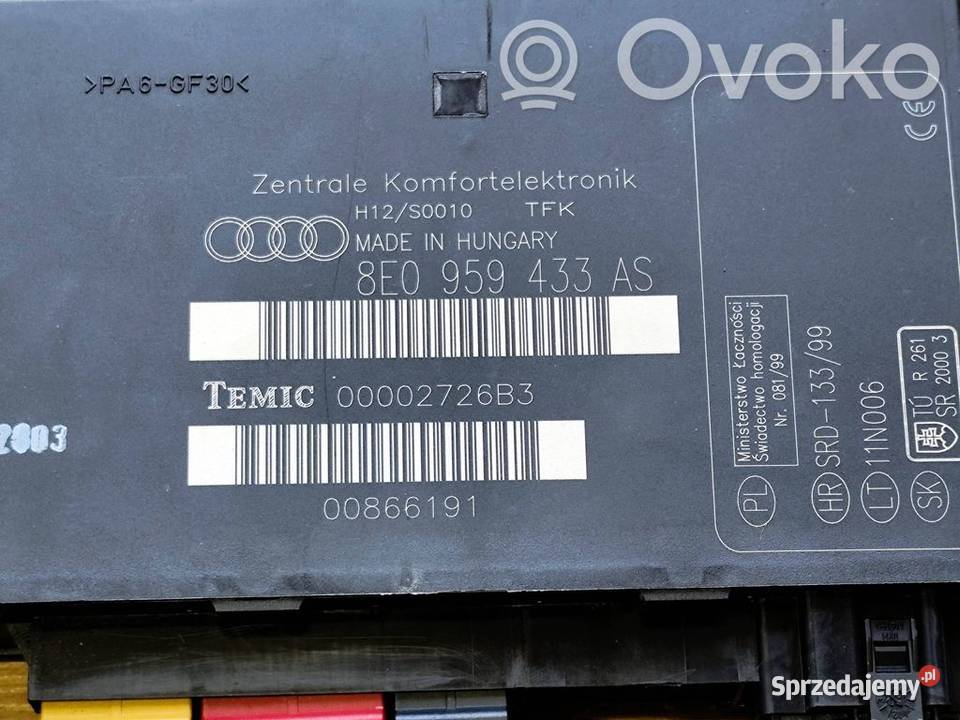 Ovoko
>PA6-GF30<
CE
Zentrale Komfortelektronik
H12/S0010 TFK
MADE IN HUNGARY
8E0 959 433 AS
TEMIC 00002726B3
00866191
PL
Ministerstwo Łączności
Świadectwo homologacji
Nr. 081/99
HR SRD-133/99
LT 11N006
SK
TÚ R 261
SR 2000 3
Sprzedajemy.pl